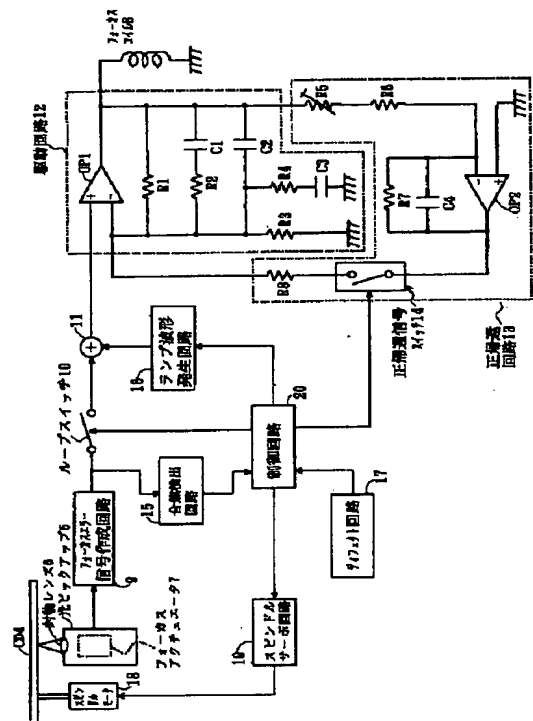 CD4
対物レンズ5
光ピックアップ6
フォーカス
アクチュエータ7
スピンドルモータ
18
フォーカスエラー
信号作成回路
9
ループスイッチ10
11
合焦検出
回路
15
ランプ波形
発生回路
16
制御回路
20
ディフェクト回路
17
スピンドル
サーボ回路
19
駆動回路12
OP1
フォーカス
コイル8
R1
C1
R2
C2
R4
C3
R3
R5
R6
R7
C4
OP2
R8
正帰還信号
スイッチ14
正帰還
回路13